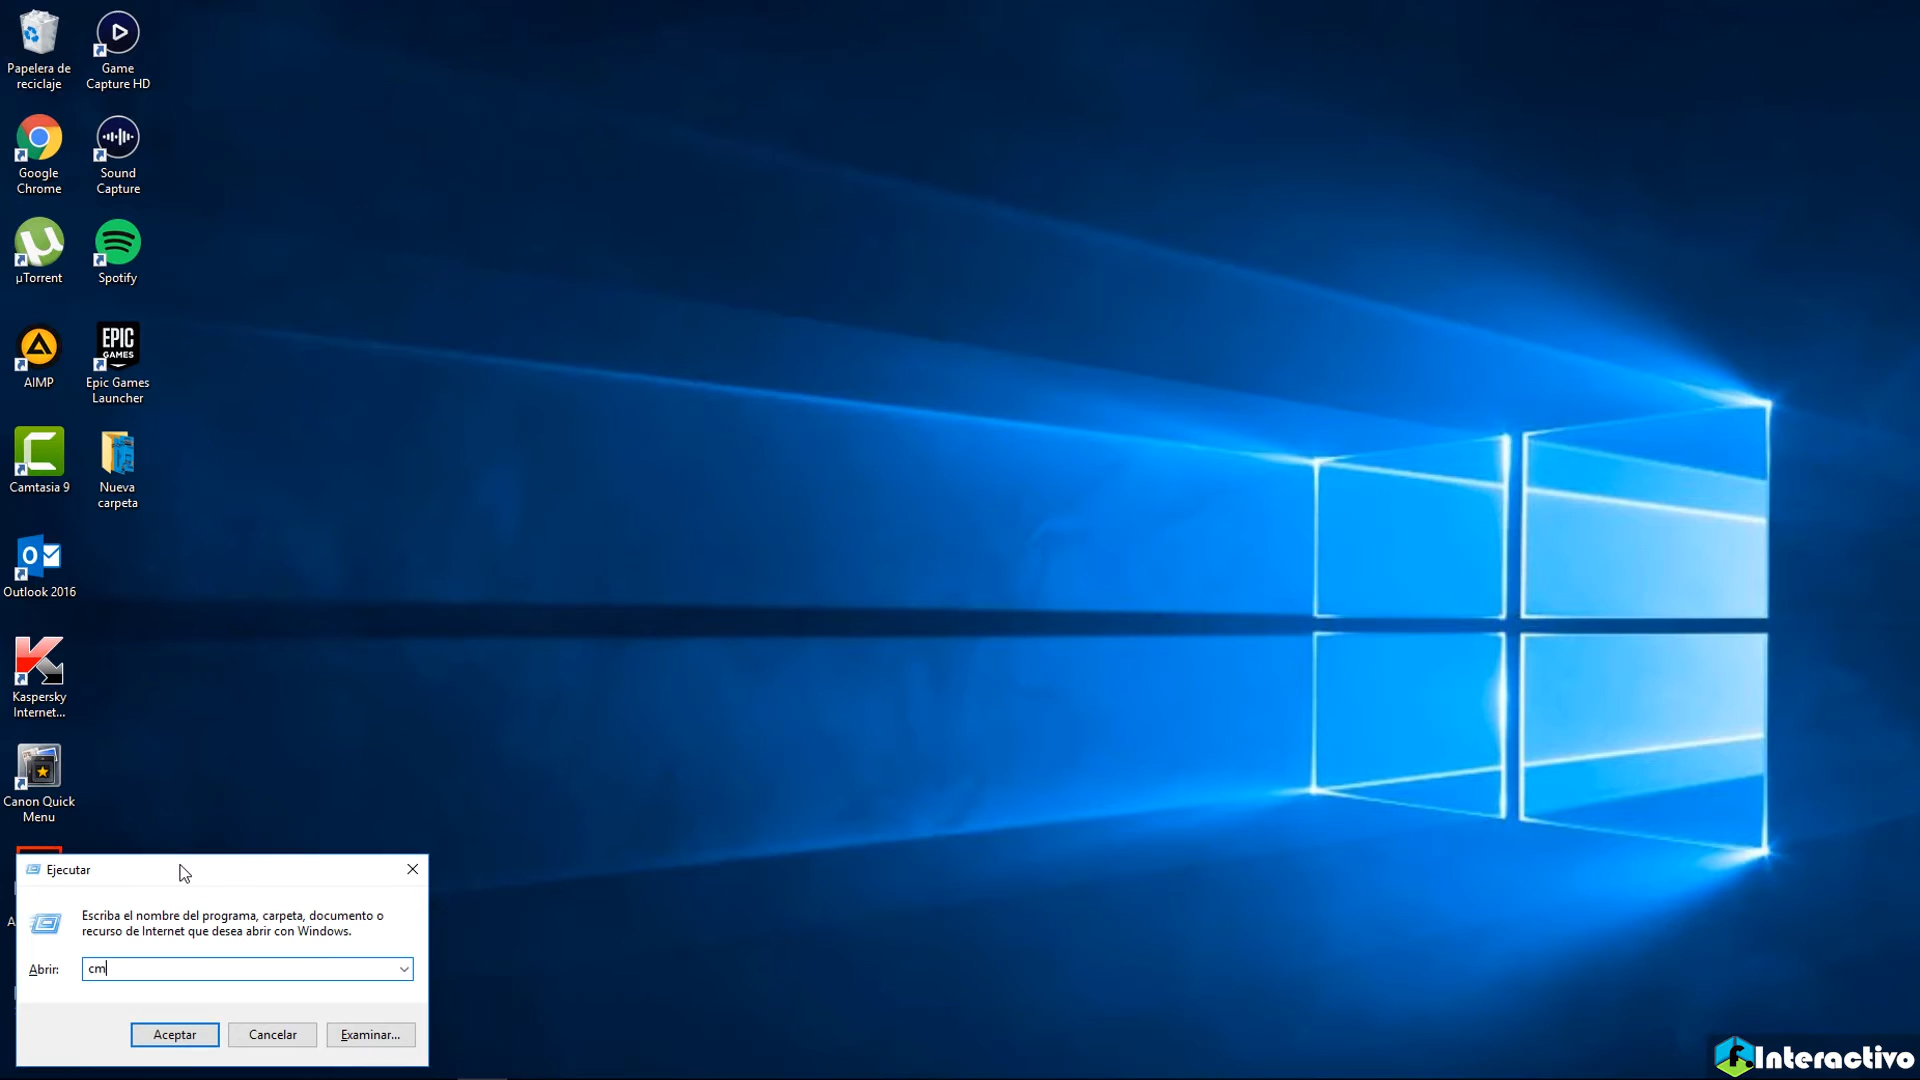 Papelera de
reciclaje
Game
Capture HD
Google
Chrome
Sound
Capture
µTorrent
Spotify
AIMP
EPIC
GAMES
Epic Games
Launcher
Camtasia 9
Nueva
carpeta
Outlook 2016
Kaspersky
Internet...
Canon Quick
Menu
Ejecutar
Escriba el nombre del programa, carpeta, documento o
recurso de Internet que desea abrir con Windows.
Abrir:
cm
Aceptar
Cancelar
Examinar...
Interactivo